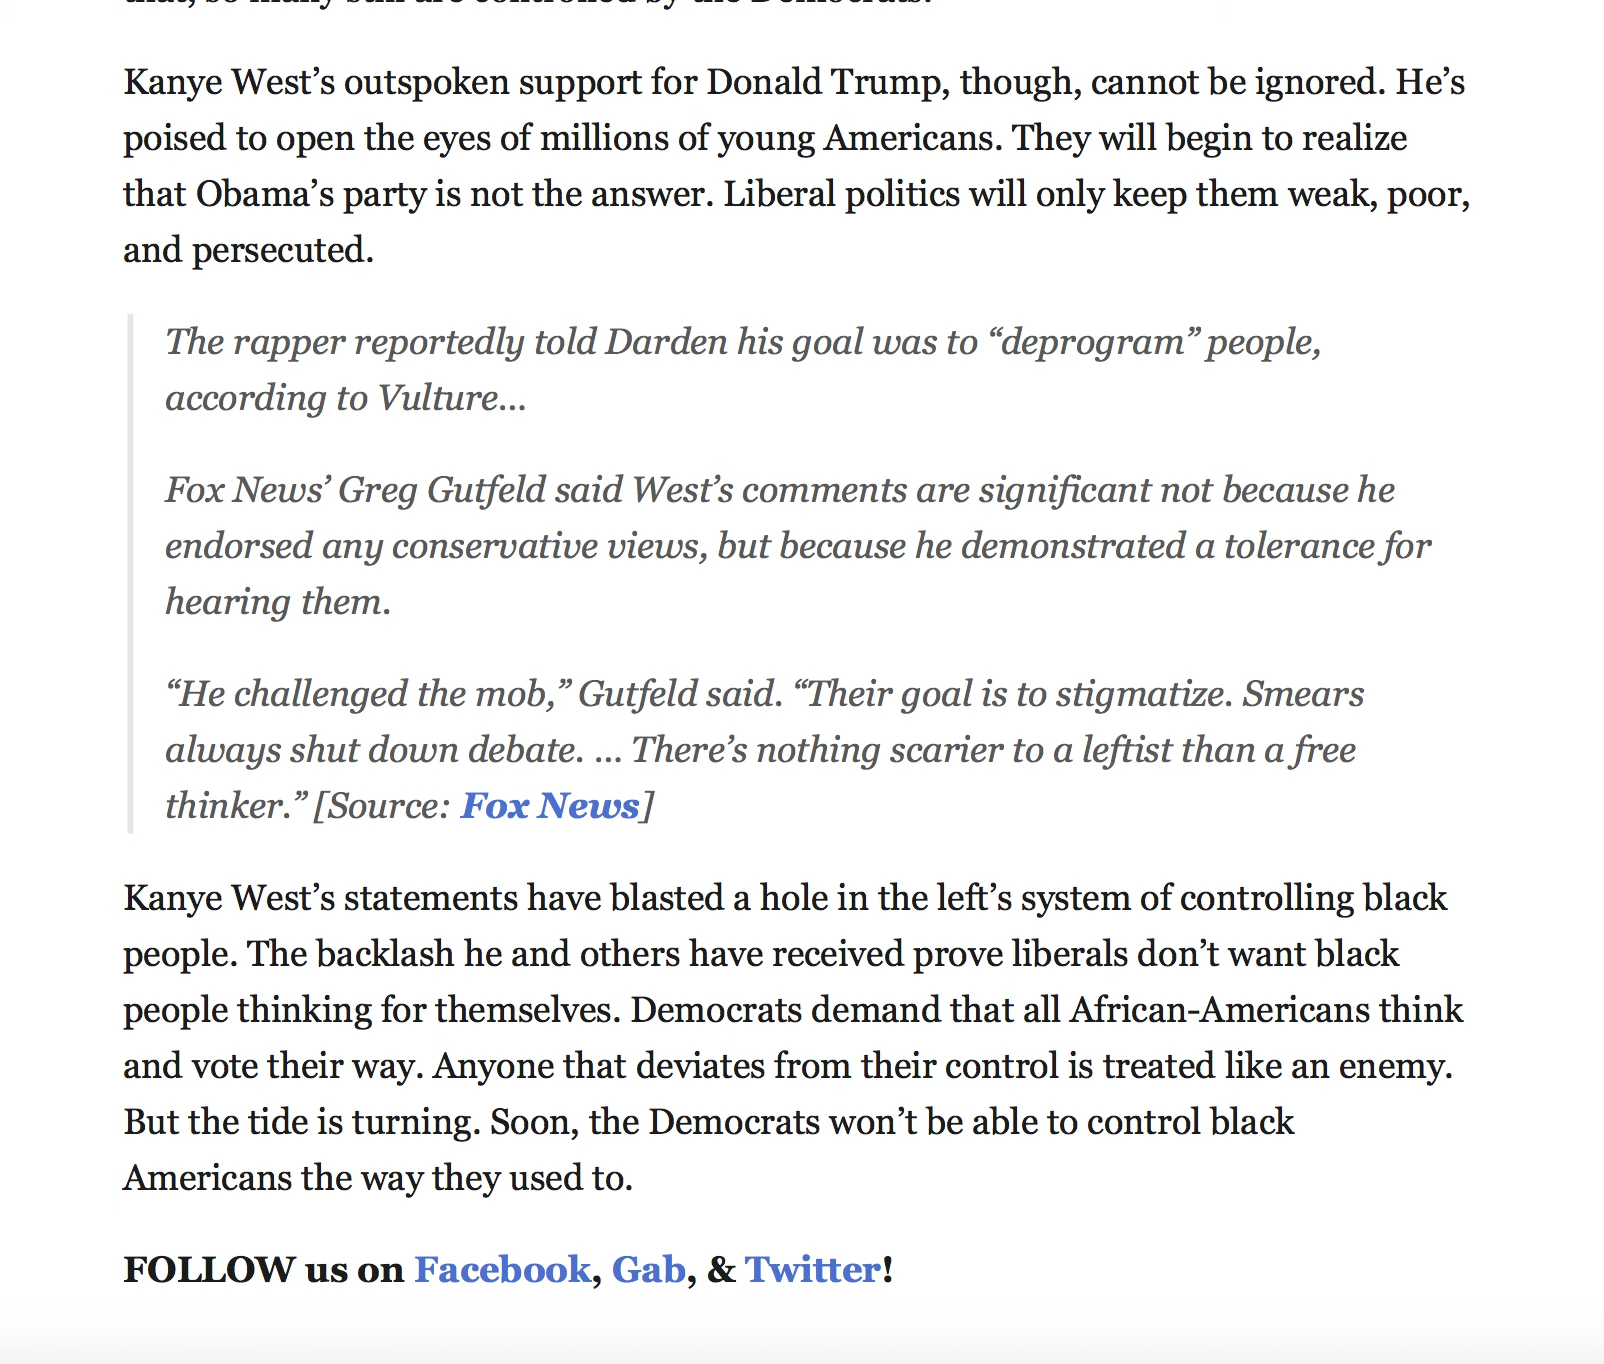 that, so many still are controlled by the Democrats.
Kanye West’s outspoken support for Donald Trump, though, cannot be ignored. He’s
poised to open the eyes of millions of young Americans. They will begin to realize
that Obama’s party is not the answer. Liberal politics will only keep them weak, poor,
and persecuted.
The rapper reportedly told Darden his goal was to “deprogram” people,
according to Vulture...
Fox News’ Greg Gutfeld said West’s comments are significant not because he
endorsed any conservative views, but because he demonstrated a tolerance for
hearing them.
“He challenged the mob,” Gutfeld said. “Their goal is to stigmatize. Smears
always shut down debate. ... There’s nothing scarier to a leftist than a free
thinker.” [Source: Fox News]
Kanye West’s statements have blasted a hole in the left’s system of controlling black
people. The backlash he and others have received prove liberals don’t want black
people thinking for themselves. Democrats demand that all African-Americans think
and vote their way. Anyone that deviates from their control is treated like an enemy.
But the tide is turning. Soon, the Democrats won’t be able to control black
Americans the way they used to.
FOLLOW us on Facebook, Gab, & Twitter!